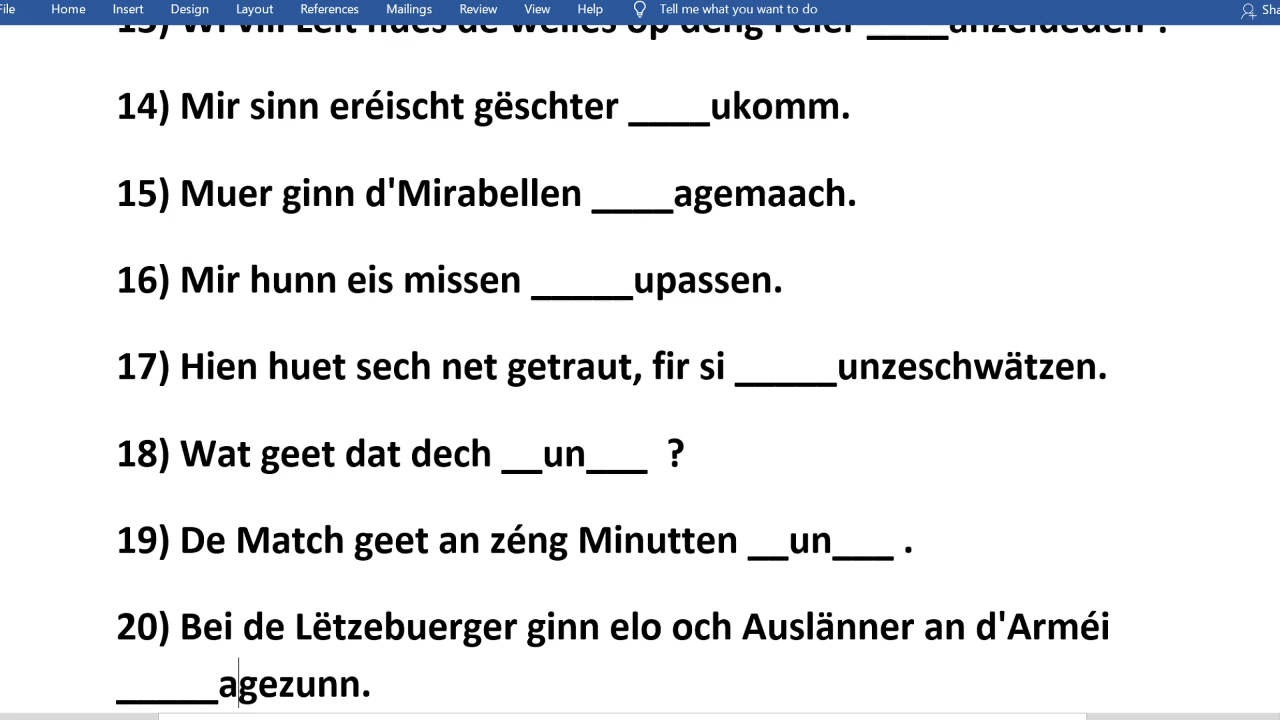 File Home Insert Design Layout References Mailings Review View Help Tell me what you want to do Sha
14) Mir sinn eréischt gëschter ____ukomm.
15) Muer ginn d'Mirabellen ____agemaach.
16) Mir hunn eis missen _____upassen.
17) Hien huet sech net getraut, fir si _____unzeschwätzen.
18) Wat geet dat dech __un___ ?
19) De Match geet an zéng Minutten __un___ .
20) Bei de Lëtzebuerger ginn elo och Auslänner an d'Arméi
_____agezunn.